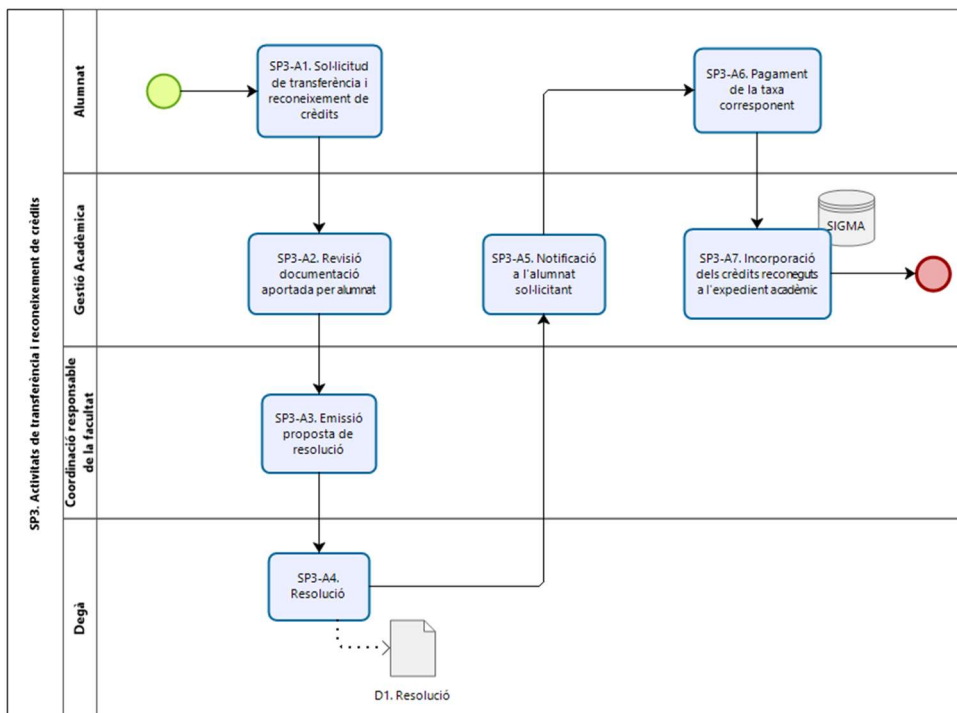 SP3. Activitats de transferència i reconeixement de crèdits
Alumnat
SP3-A1. Sol·licitud
de transferència i
reconeixement de
crèdits
SP3-A6. Pagament
de la taxa
corresponent
Gestió Acadèmica
SP3-A2. Revisió
documentació
aportada per alumnat
SP3-A5. Notificació
a l'alumnat
sol·licitant
SIGMA
SP3-A7. Incorporació
dels crèdits reconeguts
a l'expedient acadèmic
Coordinació responsable
de la facultat
SP3-A3. Emissió
proposta de
resolució
Degà
SP3-A4.
Resolució
D1. Resolució